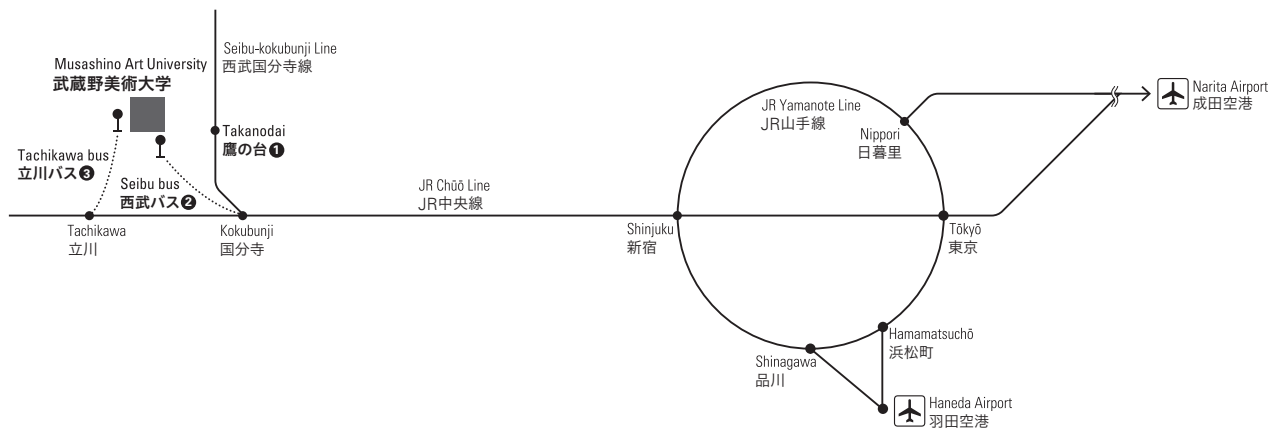 Musashino Art University
武蔵野美術大学
Seibu-kokubunji Line
西武国分寺線
Takanodai
鷹の台❶
Tachikawa bus
立川バス❸
Seibu bus
西武バス❷
Tachikawa
立川
Kokubunji
国分寺
JR Chūō Line
JR中央線
Shinjuku
新宿
JR Yamanote Line
JR山手線
Nippori
日暮里
Narita Airport
成田空港
Tōkyō
東京
Hamamatsuchō
浜松町
Shinagawa
品川
Haneda Airport
羽田空港